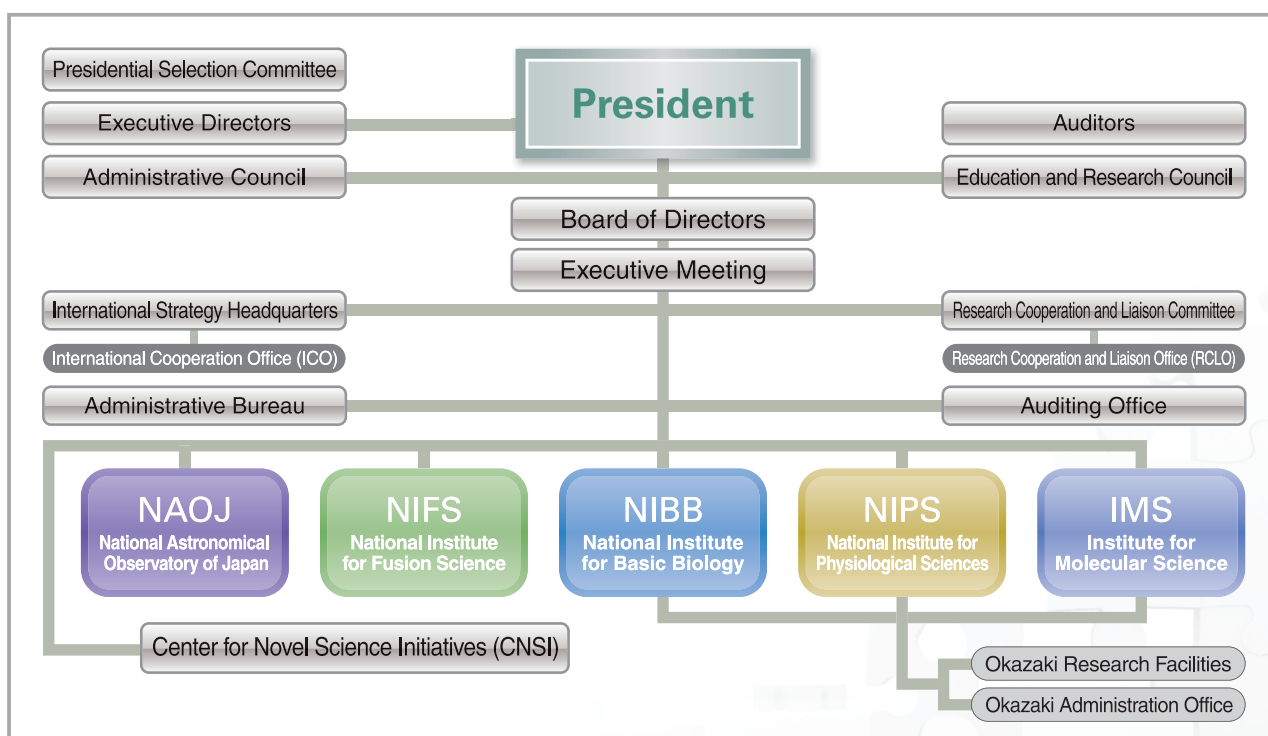 Presidential Selection Committee
President
Executive Directors
Auditors
Administrative Council
Education and Research Council
Board of Directors
Executive Meeting
International Strategy Headquarters
Research Cooperation and Liaison Committee
International Cooperation Office (ICO)
Research Cooperation and Liaison Office (RCLO)
Administrative Bureau
Auditing Office
NAOJ
National Astronomical
Observatory of Japan
NIFS
National Institute
for Fusion Science
NIBB
National Institute
for Basic Biology
NIPS
National Institute for
Physiological Sciences
IMS
Institute for
Molecular Science
Center for Novel Science Initiatives (CNSI)
Okazaki Research Facilities
Okazaki Administration Office